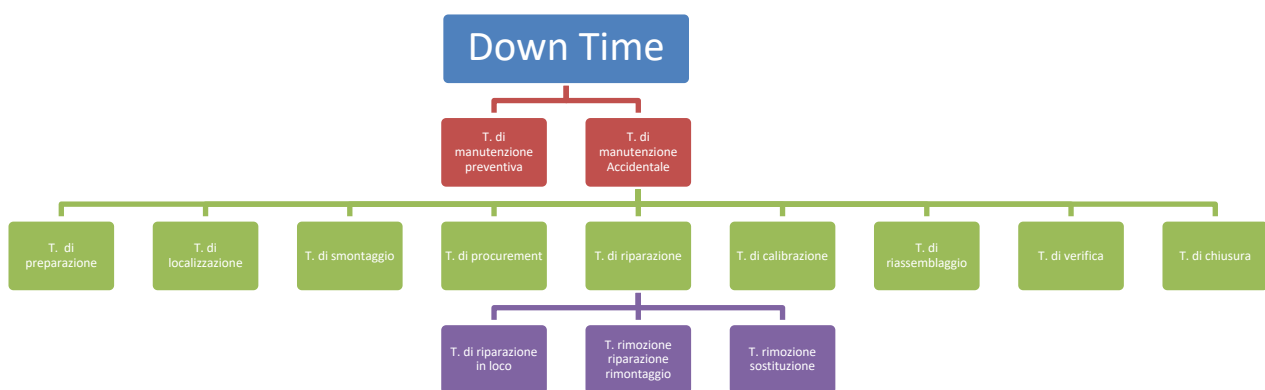 Down Time
T. di
manutenzione
preventiva
T. di
manutenzione
Accidentale
T. di
preparazione
T. di
localizzazione
T. di smontaggio
T. di procurement
T. di riparazione
T. di calibrazione
T. di
riassemblaggio
T. di verifica
T. di chiusura
T. di riparazione
in loco
T. rimozione
riparazione
rimontaggio
T. rimozione
sostituzione